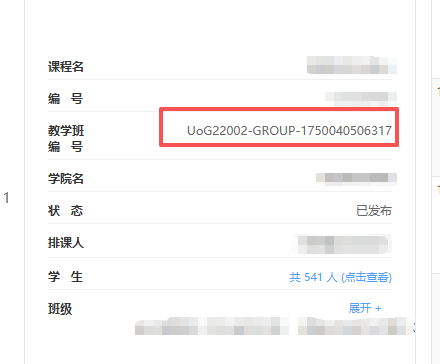 课程名
编 号
教学班 UoG22002-GROUP-1750040506317
编 号
学院名
1
状 态 已发布
排课人
学 生 共 541 人 (点击查看)
班级 展开 +